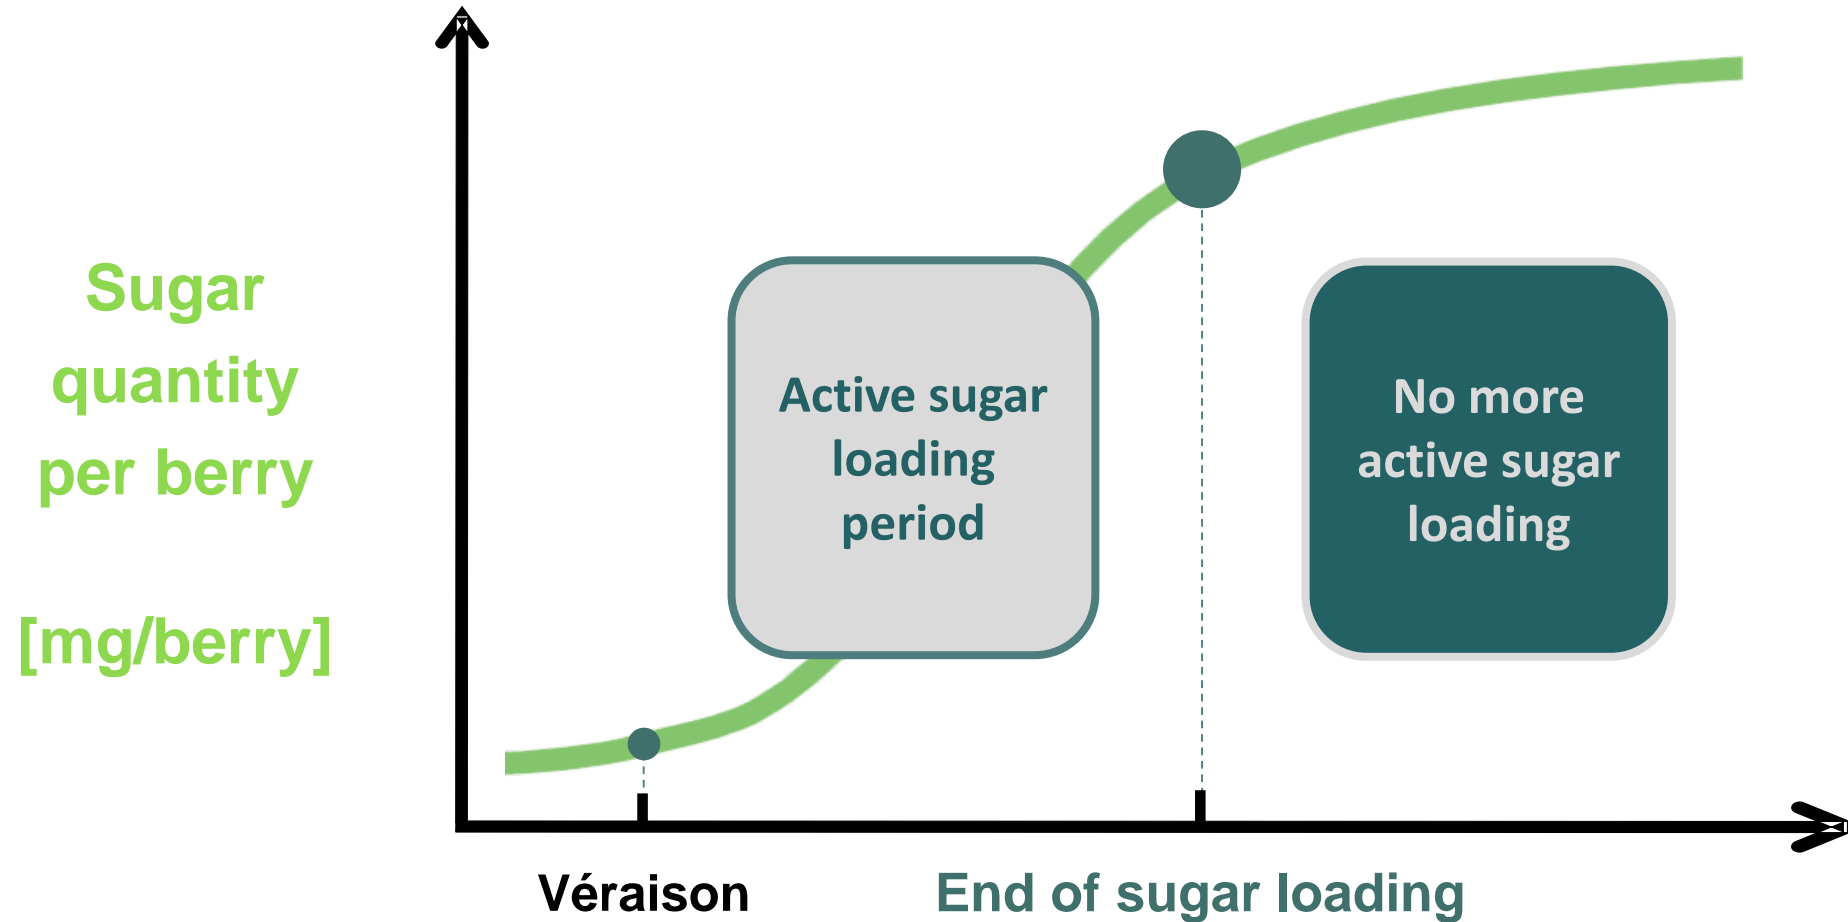 Sugar
quantity
per berry
[mg/berry]
Active sugar
loading
period
No more
active sugar
loading
Véraison
End of sugar loading